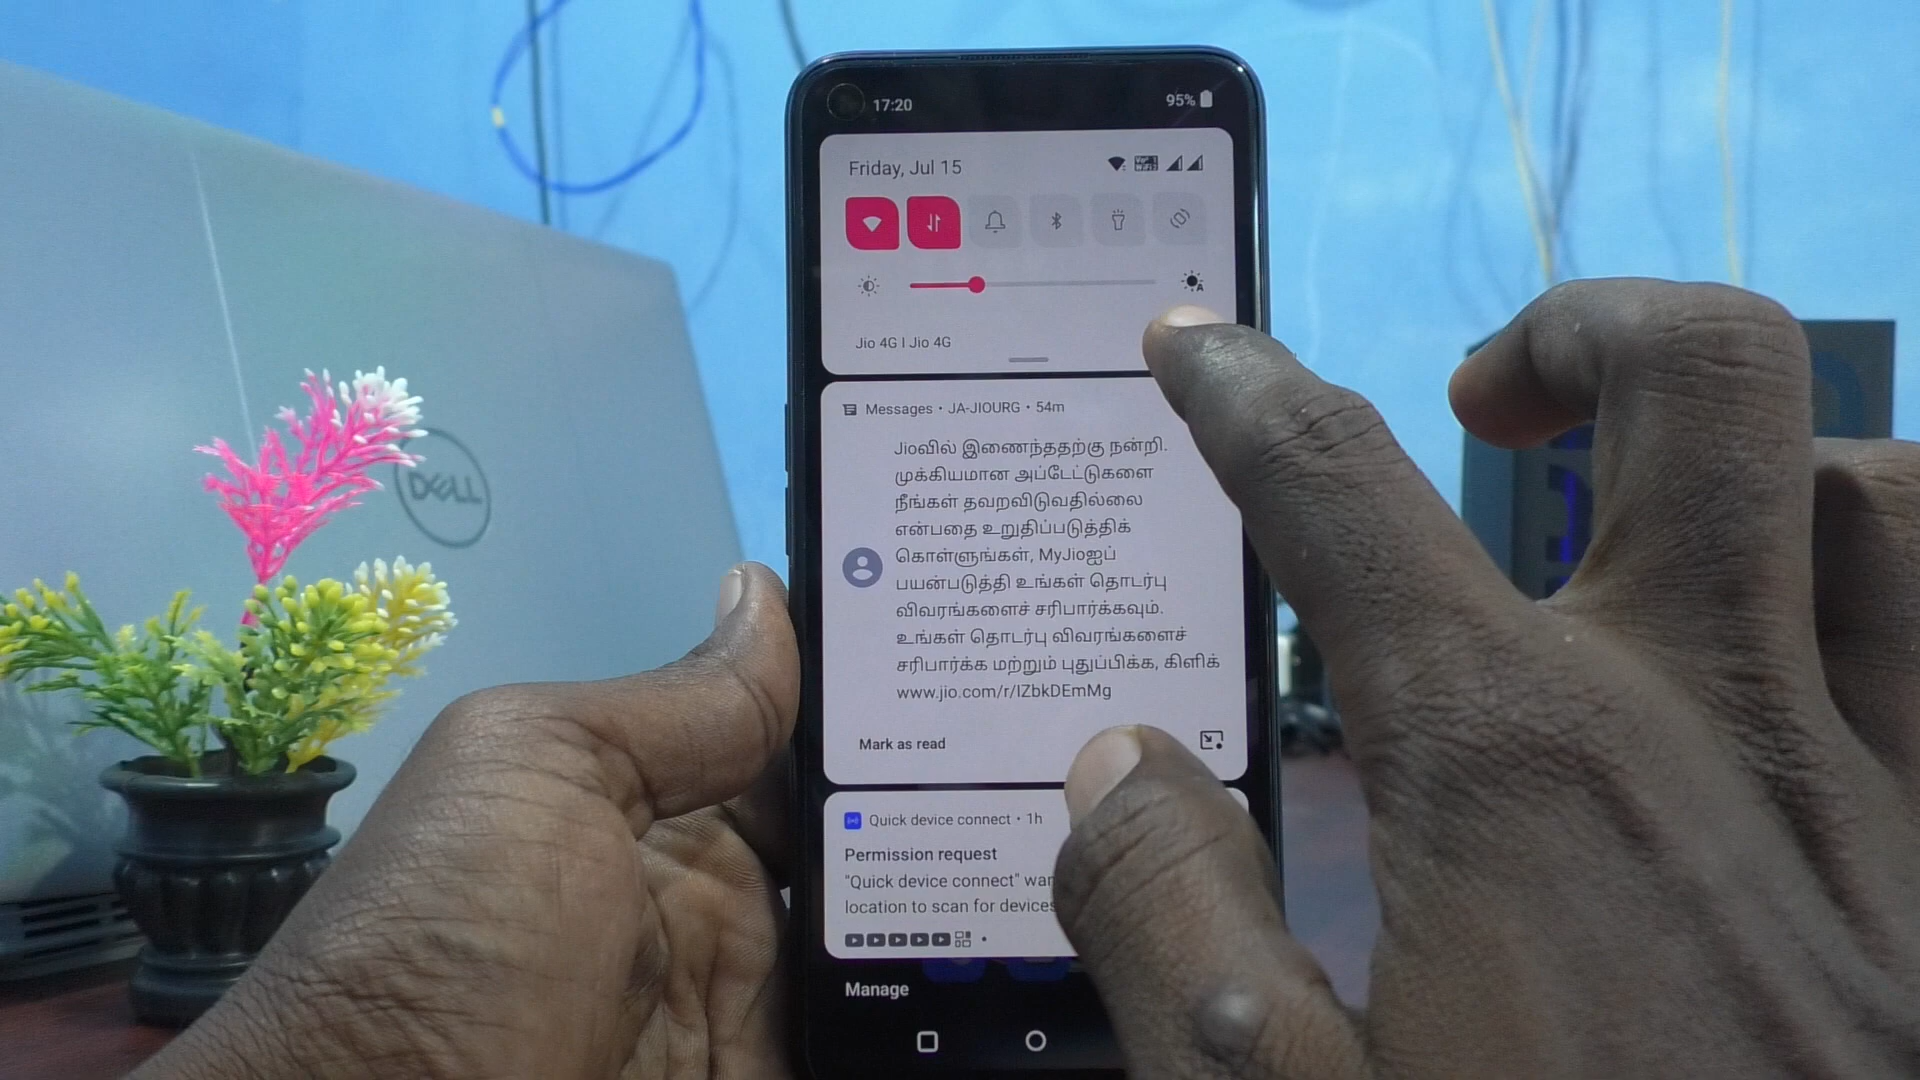 17:20
95%
Friday, Jul 15
Jio 4G | Jio 4G
Messages • JA-JIOURG • 54m
Jioவில் இணைந்ததற்கு நன்றி.
முக்கியமான அப்டேட்டுகளை
நீங்கள் தவறவிடுவதில்லை
என்பதை உறுதிப்படுத்திக்
கொள்ளுங்கள், MyJioஐப்
பயன்படுத்தி உங்கள் தொடர்பு
விவரங்களைச் சரிபார்க்கவும்.
உங்கள் தொடர்பு விவரங்களைச்
சரிபார்க்க மற்றும் புதுப்பிக்க, கிளிக்
www.jio.com/r/IZbkDEmMg
Mark as read
Quick device connect • 1h
Permission request
"Quick device connect"
location to scan for devices
Manage
DELL